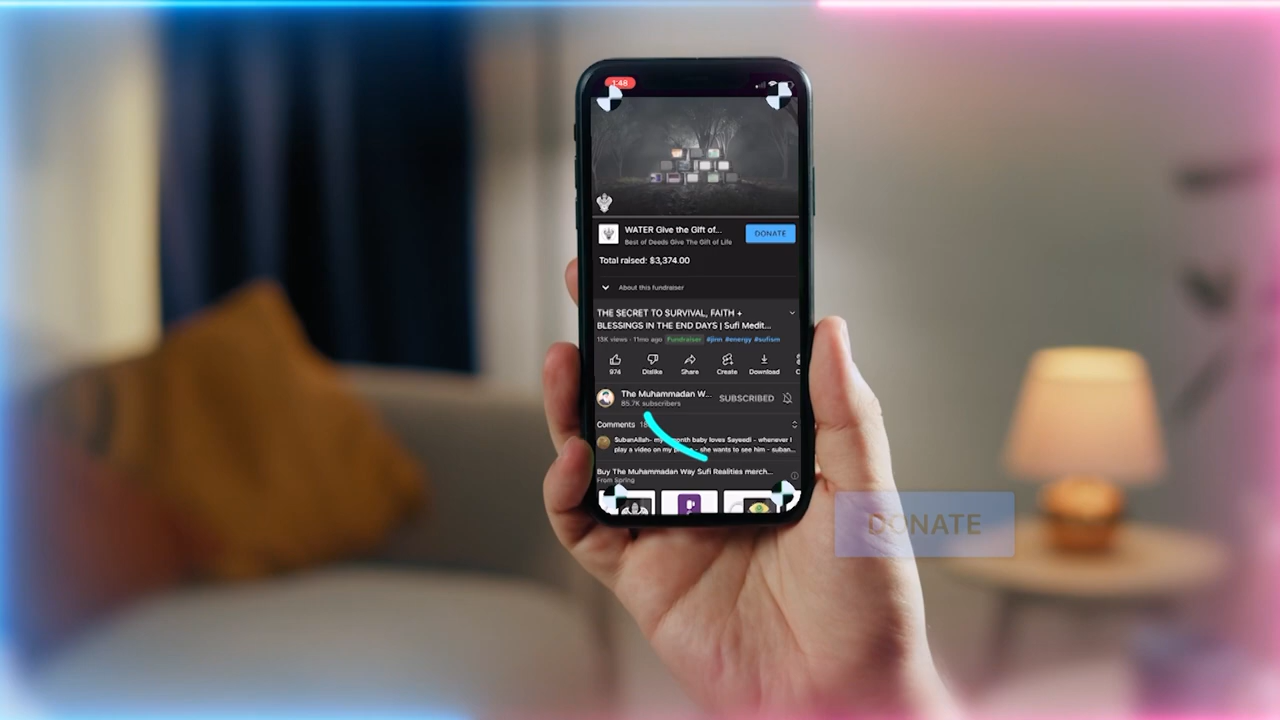 1:48
WATER Give the Gift of...
Best of Deeds Give The Gift of Life
DONATE
Total raised: $3,374.00
About this fundraiser
THE SECRET TO SURVIVAL, FAITH +
BLESSINGS IN THE END DAYS | Sufi Medit...
13K views · 11mo ago Fundraiser #jinn #energy #sufism
974 Dislike Share Create Download
The Muhammadan W...
85.7K subscribers
SUBSCRIBED
Comments
SubanAllah- my month baby loves Sayeedi - whenever I
play a video on my - she wants to see him - suban...
Buy The Muhammadan Way Sufi Realities merch...
From Spring
DONATE